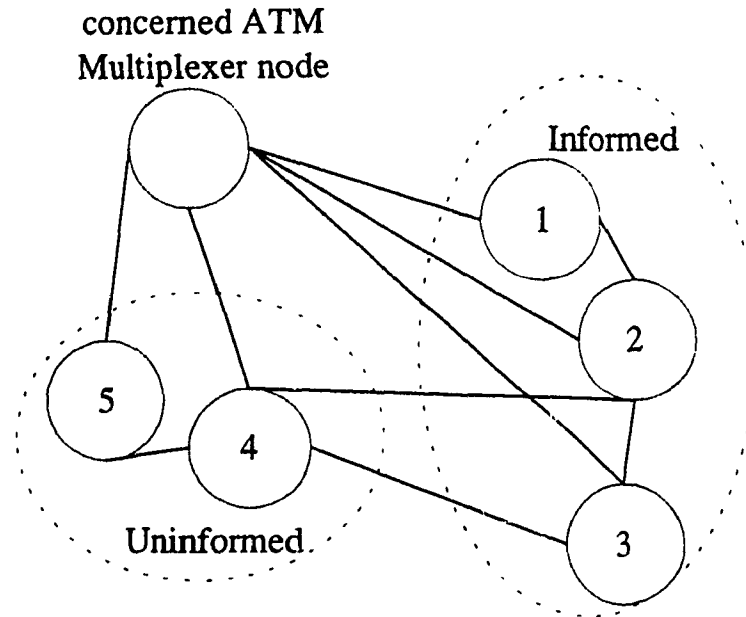 concerned ATM
Multiplexer node
Informed
1
2
5
4
3
Uninformed